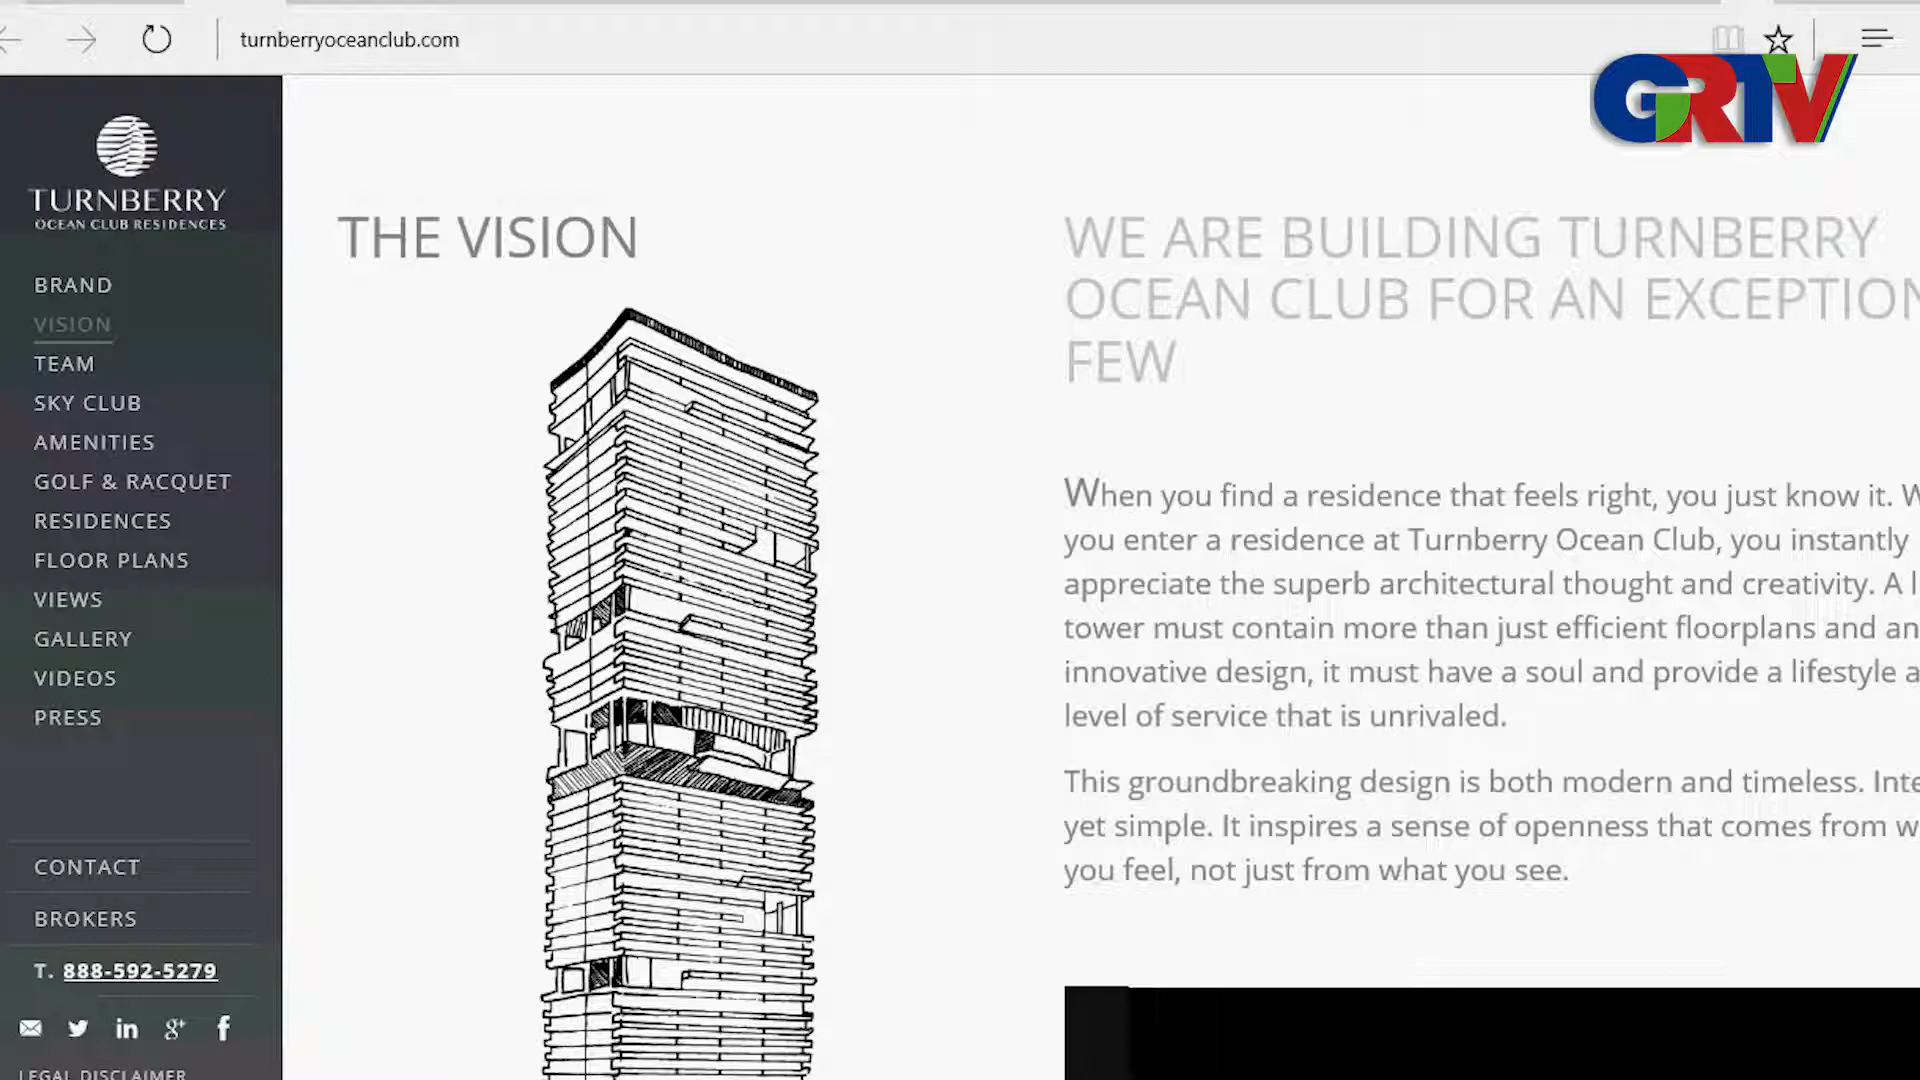 turnberryoceanclub.com
GRTV
TURNBERRY
OCEAN CLUB RESIDENCES
BRAND
VISION
TEAM
SKY CLUB
AMENITIES
GOLF & RACQUET
RESIDENCES
FLOOR PLANS
VIEWS
GALLERY
VIDEOS
PRESS
CONTACT
BROKERS
T. 888-592-5279
LEGAL DISCLAIMER
THE VISION
WE ARE BUILDING TURNBERRY
OCEAN CLUB FOR AN EXCEPTION
FEW
When you find a residence that feels right, you just know it. W
you enter a residence at Turnberry Ocean Club, you instantly
appreciate the superb architectural thought and creativity. A l
tower must contain more than just efficient floorplans and an
innovative design, it must have a soul and provide a lifestyle a
level of service that is unrivaled.
This groundbreaking design is both modern and timeless. Inte
yet simple. It inspires a sense of openness that comes from w
you feel, not just from what you see.